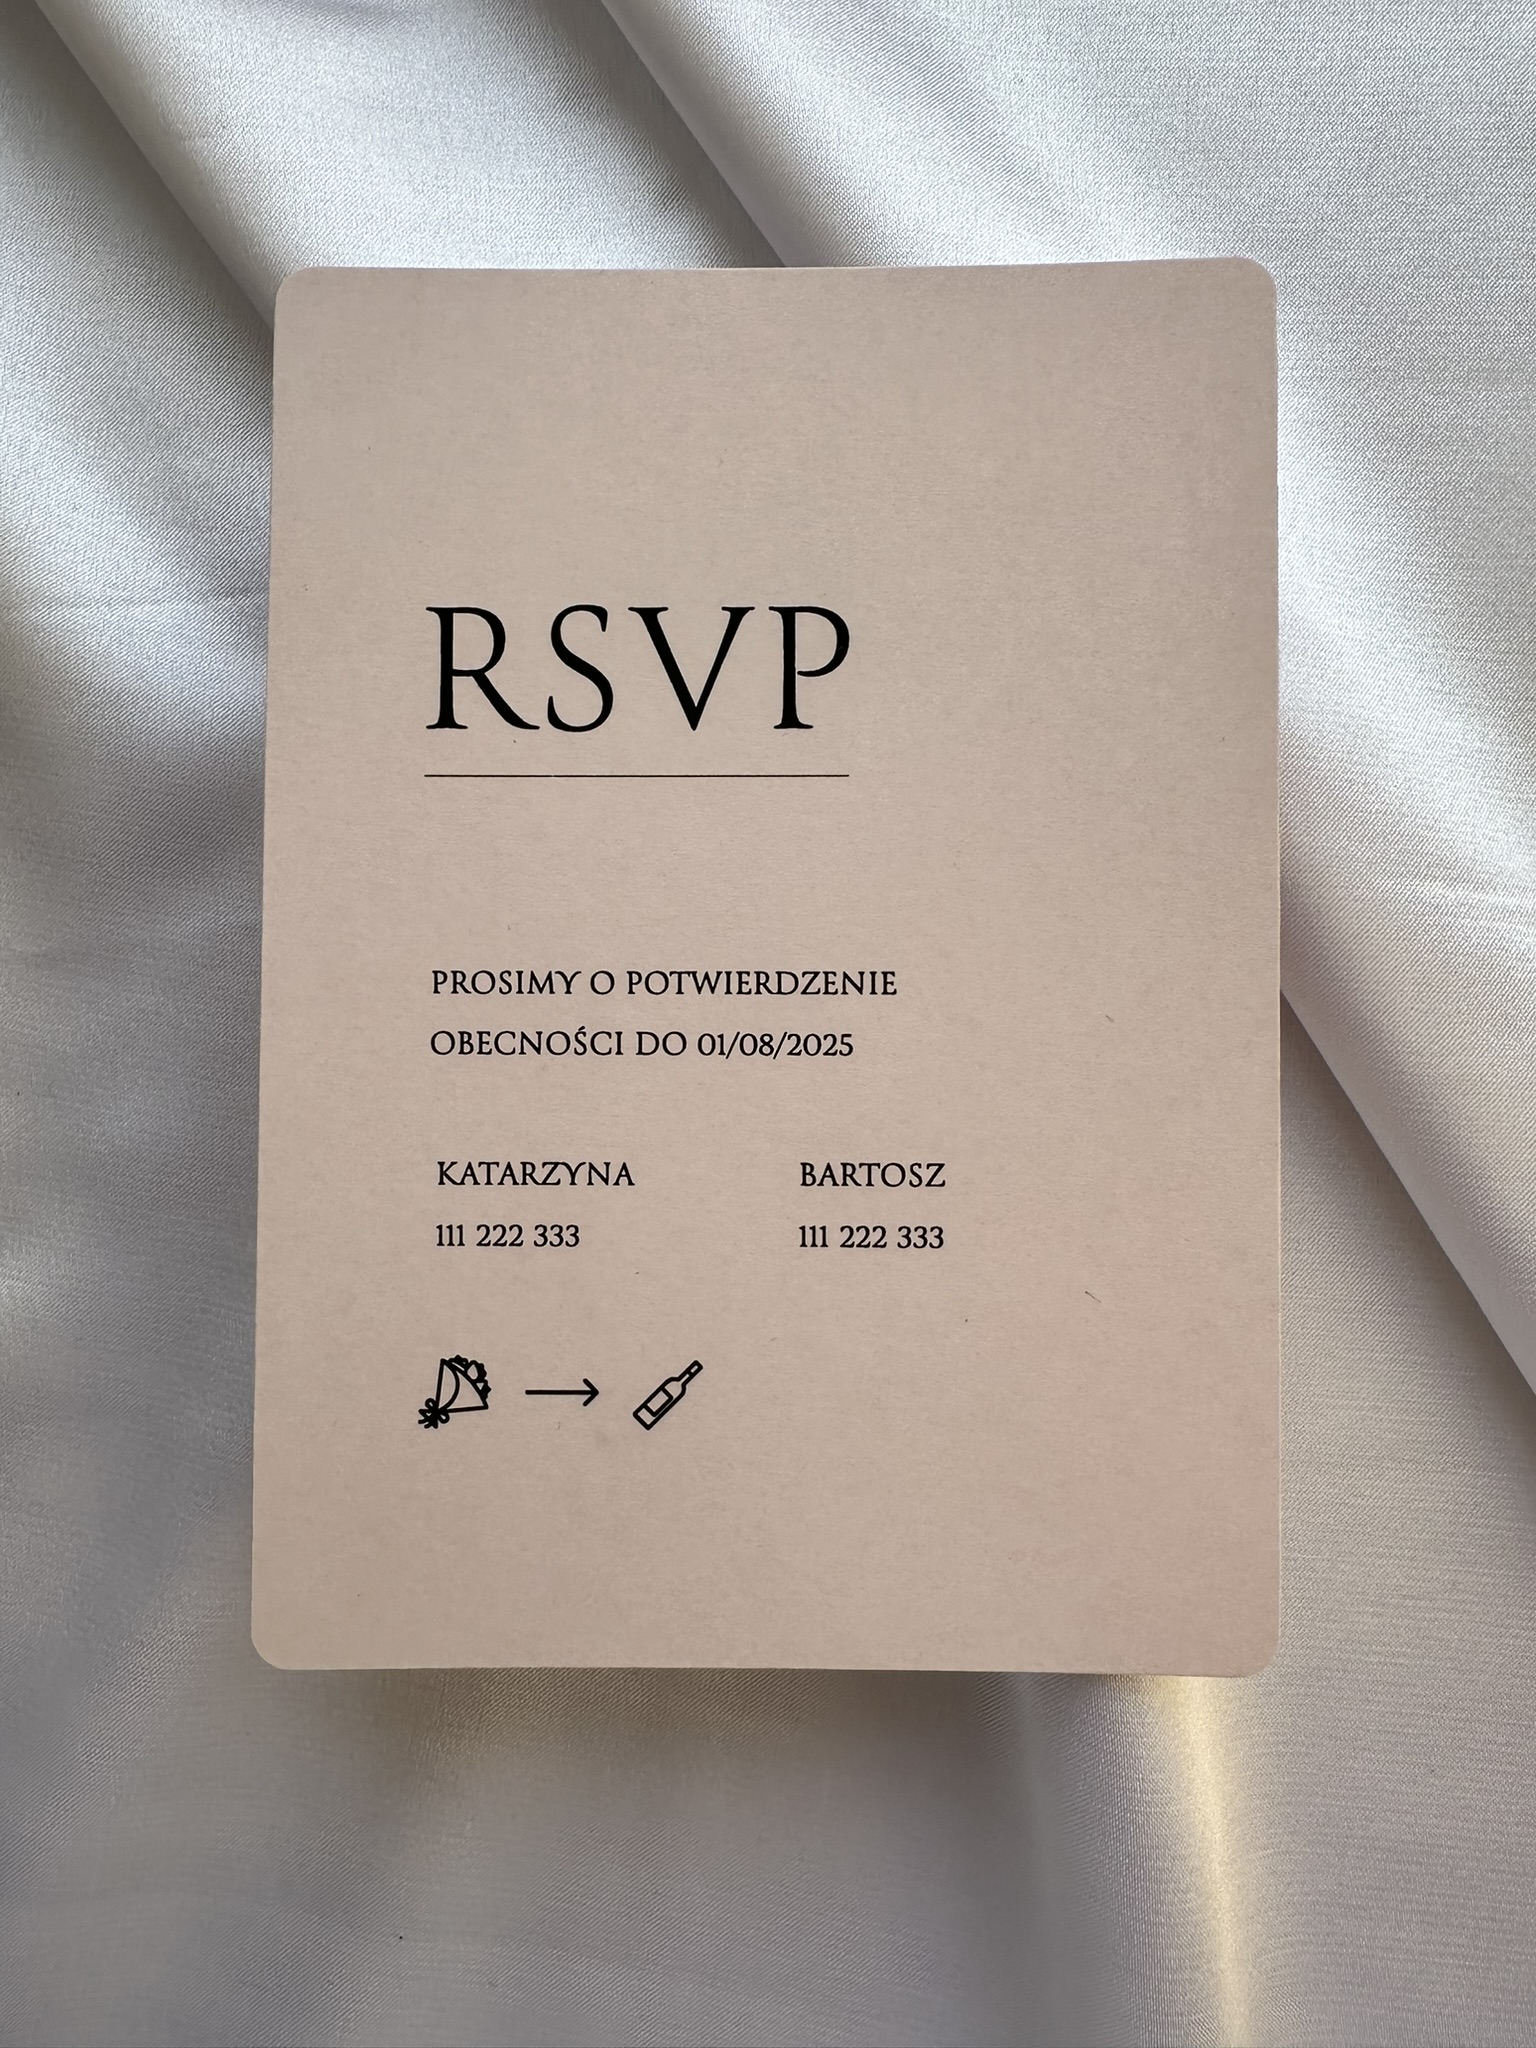 RSVP
PROSIMY O POTWIERDZENIE
OBECNOŚCI DO 01/08/2025
KATARZYNA BARTOSZ
111 222 333 111 222 333